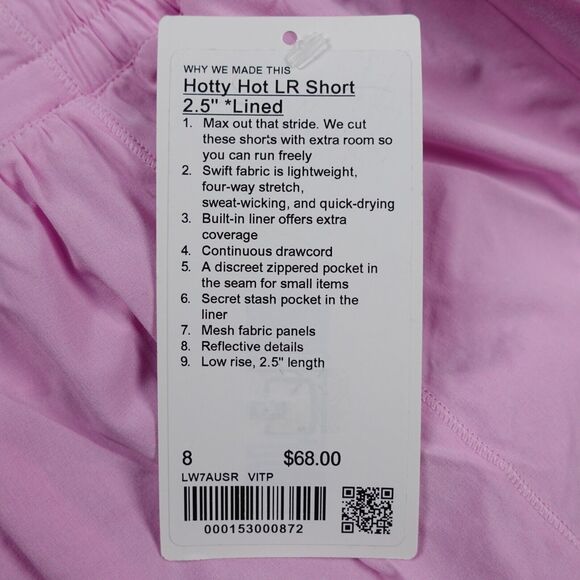 WHY WE MADE THIS
Hotty Hot LR Short
2.5" *Lined
1. Max out that stride. We cut
these shorts with extra room so
you can run freely
2. Swift fabric is lightweight,
four-way stretch,
sweat-wicking, and quick-drying
3. Built-in liner offers extra
coverage
4. Continuous drawcord
5. A discreet zippered pocket in
the seam for small items
6. Secret stash pocket in the
liner
7. Mesh fabric panels
8. Reflective details
9. Low rise, 2.5" length
8 $68.00
LW7AUSR VITP
000153000872